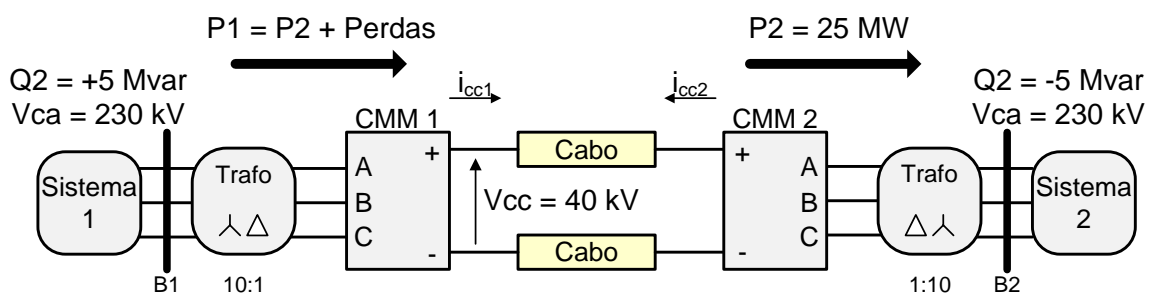 P1 = P2 + Perdas
P2 = 25 MW
Q2 = +5 Mvar
Vca = 230 kV
icc1
icc2
Q2 = -5 Mvar
Vca = 230 kV
CMM 1
CMM 2
Sistema
1
Trafo
A
B
C
+
-
Cabo
Vcc = 40 kV
Cabo
+
-
A
B
C
Trafo
Sistema
2
B1
10:1
1:10
B2